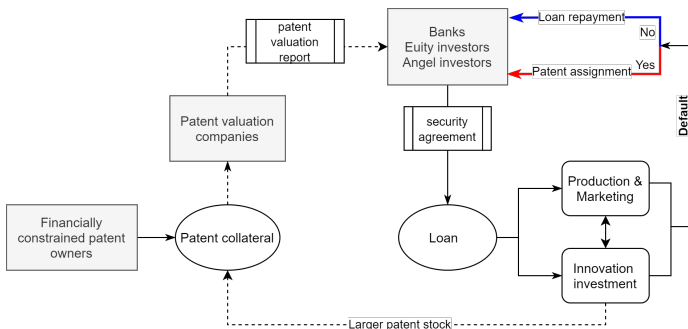 patent
valuation
report
Banks
Euity investors
Angel investors
Loan repayment
No
Yes
Patent assignment
Default
Patent valuation
companies
security
agreement
Production &
Marketing
Financially
constrained patent
owners
Patent collateral
Loan
Innovation
investment
Larger patent stock